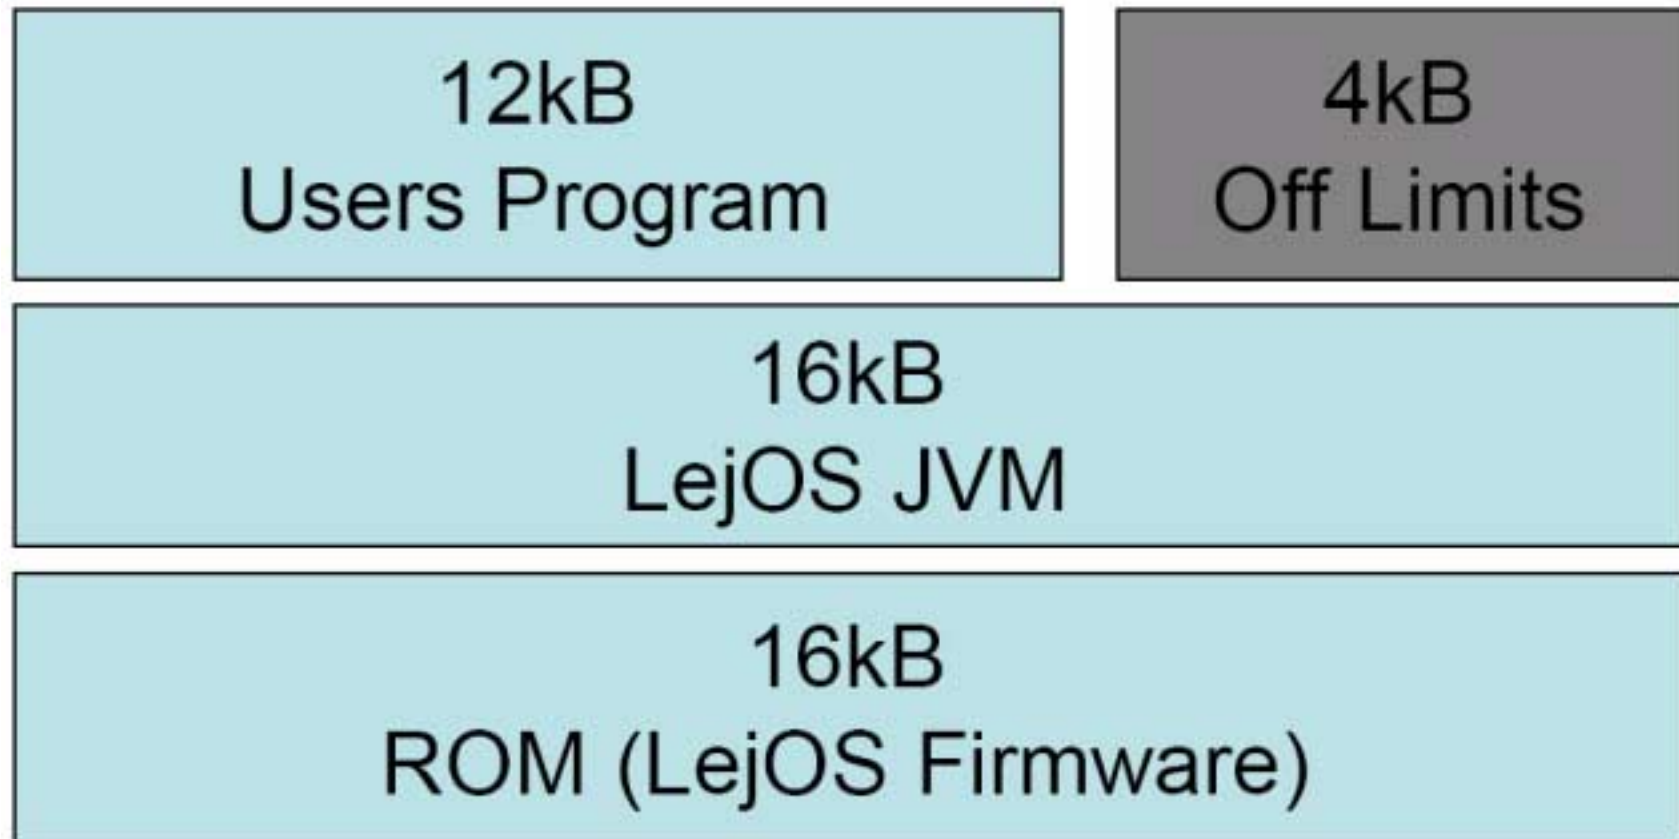 12kB
Users Program
4kB
Off Limits
16kB
LejOS JVM
16kB
ROM (LejOS Firmware)